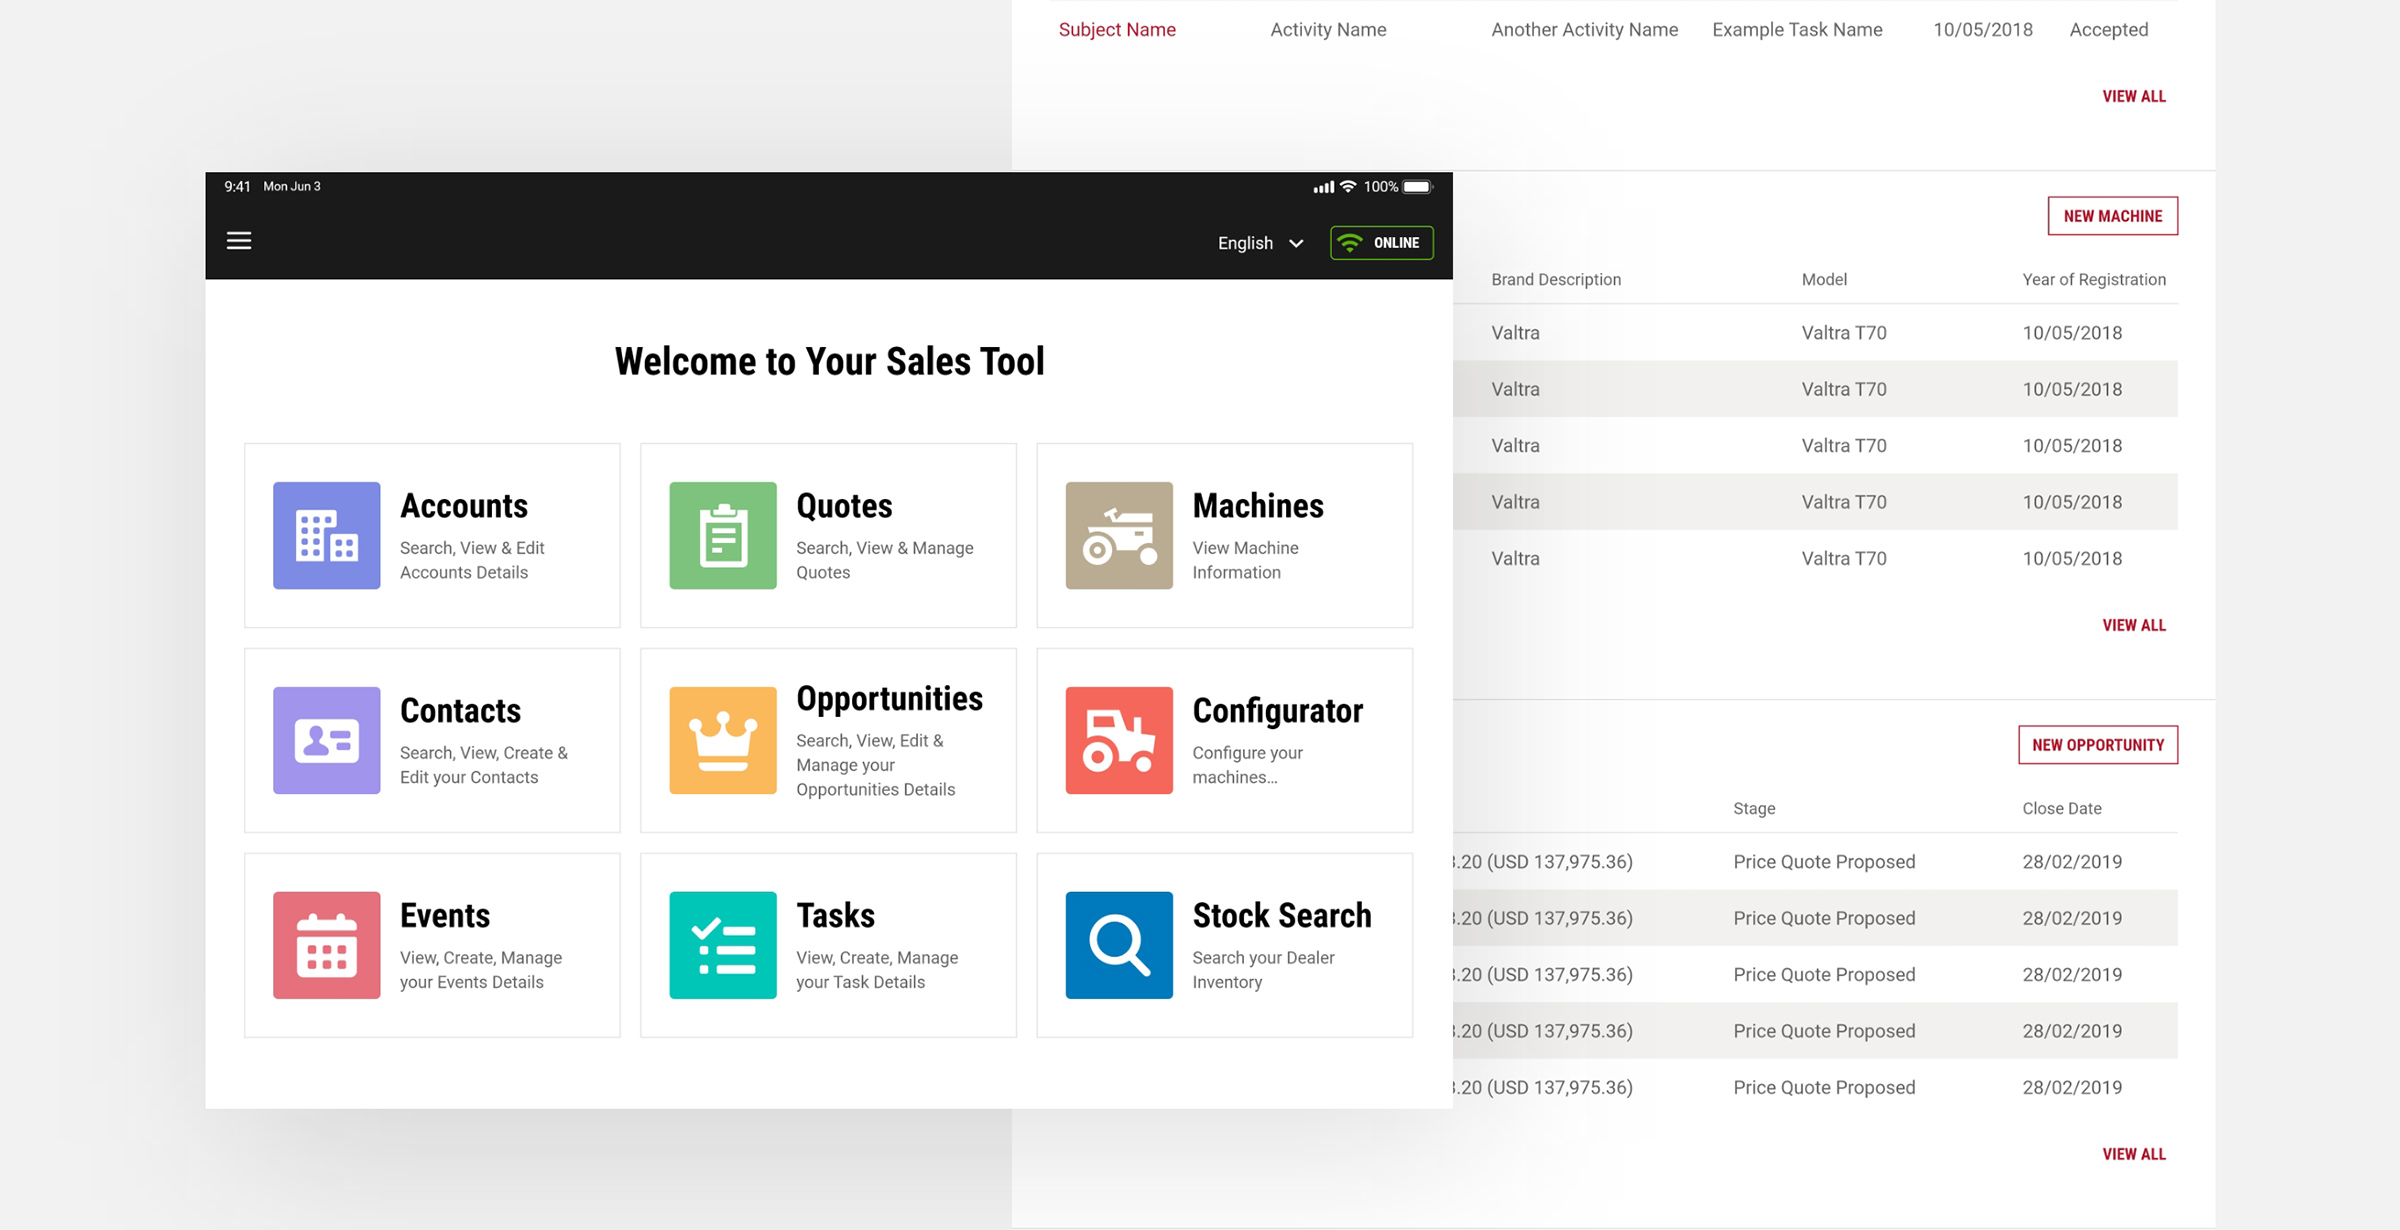 Subject Name Activity Name Another Activity Name Example Task Name 10/05/2018 Accepted
VIEW ALL
9:41 Mon Jun 3 100%
English ONLINE
Welcome to Your Sales Tool
Accounts
Search, View & Edit
Accounts Details
Quotes
Search, View & Manage
Quotes
Machines
View Machine
Information
Contacts
Search, View, Create &
Edit your Contacts
Opportunities
Search, View, Edit &
Manage your
Opportunities Details
Configurator
Configure your
machines...
Events
View, Create, Manage
your Events Details
Tasks
View, Create, Manage
your Task Details
Stock Search
Search your Dealer
Inventory
NEW MACHINE
Brand Description Model Year of Registration
Valtra Valtra T70 10/05/2018
Valtra Valtra T70 10/05/2018
Valtra Valtra T70 10/05/2018
Valtra Valtra T70 10/05/2018
Valtra Valtra T70 10/05/2018
VIEW ALL
NEW OPPORTUNITY
Stage Close Date
.20 (USD 137,975.36) Price Quote Proposed 28/02/2019
.20 (USD 137,975.36) Price Quote Proposed 28/02/2019
.20 (USD 137,975.36) Price Quote Proposed 28/02/2019
.20 (USD 137,975.36) Price Quote Proposed 28/02/2019
.20 (USD 137,975.36) Price Quote Proposed 28/02/2019
VIEW ALL